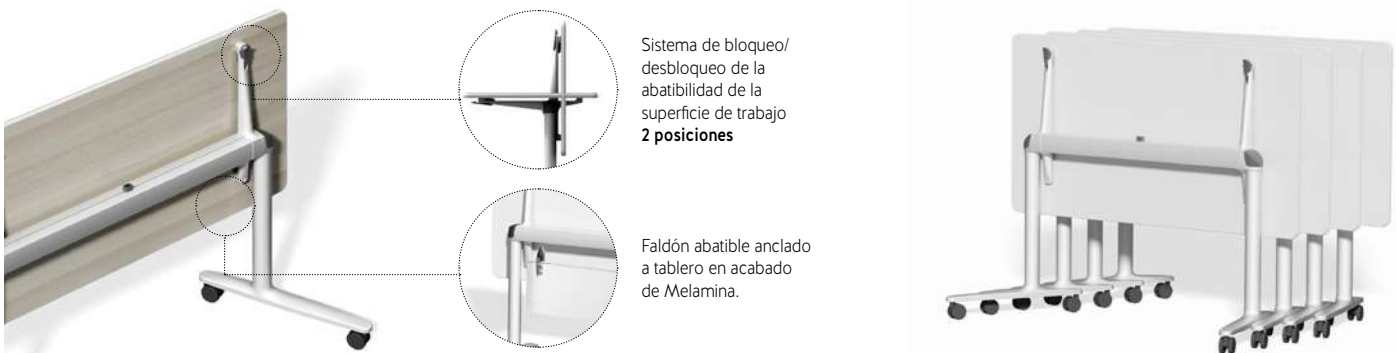 Sistema de bloqueo/
desbloqueo de la
abatibilidad de la
superficie de trabajo
2 posiciones
Faldón abatible anclado
a tablero en acabado
de Melamina.